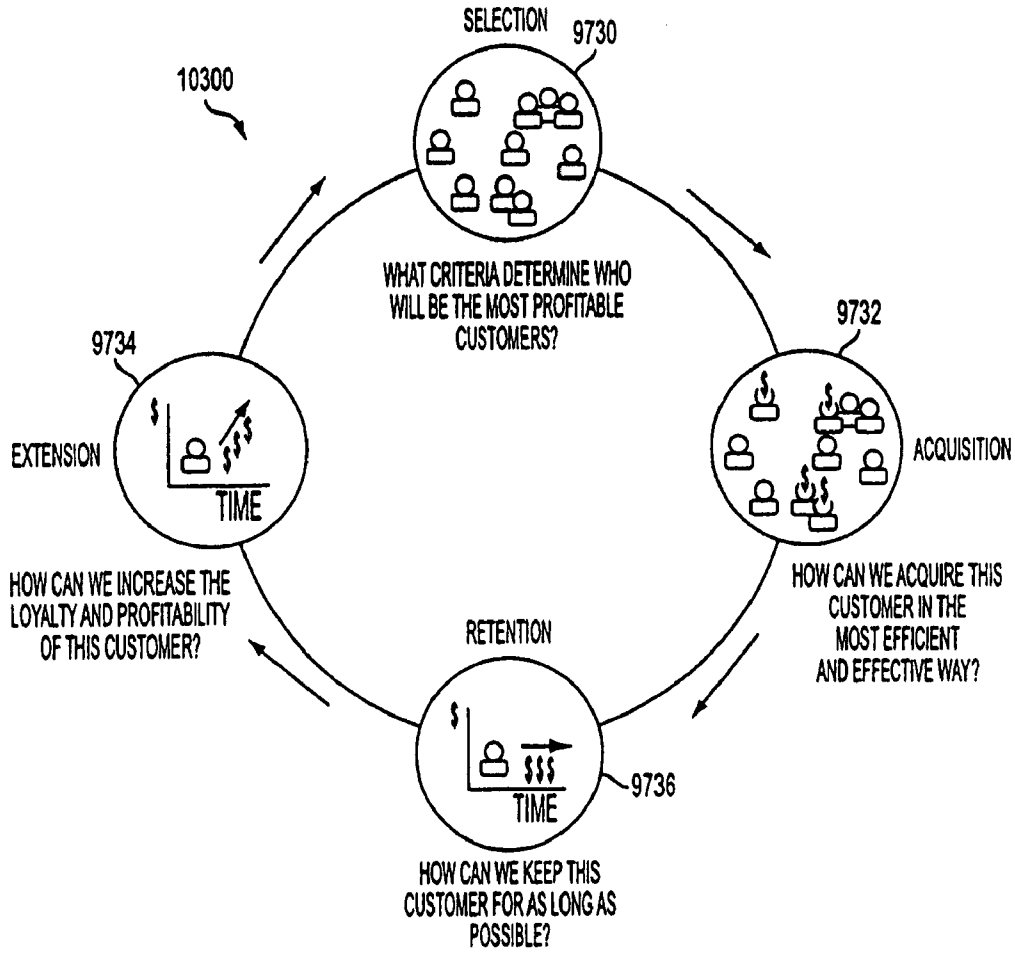 SELECTION
9730
10300
WHAT CRITERIA DETERMINE WHO
WILL BE THE MOST PROFITABLE
CUSTOMERS?
9732
$
$
$ $
ACQUISITION
HOW CAN WE ACQUIRE THIS
CUSTOMER IN THE
MOST EFFICIENT
AND EFFECTIVE WAY?
9734
EXTENSION
$
$$$
TIME
HOW CAN WE INCREASE THE
LOYALTY AND PROFITABILITY
OF THIS CUSTOMER?
RETENTION
$
$$$
TIME
9736
HOW CAN WE KEEP THIS
CUSTOMER FOR AS LONG AS
POSSIBLE?